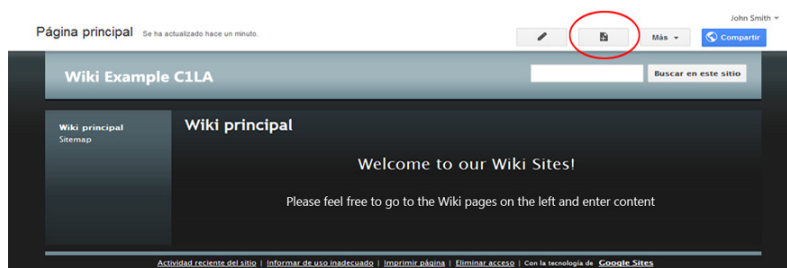 John Smith
Página principal Se ha actualizado hace un minuto.
Más Compartir
Wiki Example C1LA
Buscar en este sitio
Wiki principal
Sitemap
Wiki principal
Welcome to our Wiki Sites!
Please feel free to go to the Wiki pages on the left and enter content
Actividad reciente del sitio | Informar de uso inadecuado | Imprimir página | Eliminar acceso | Con la tecnología de Google Sites